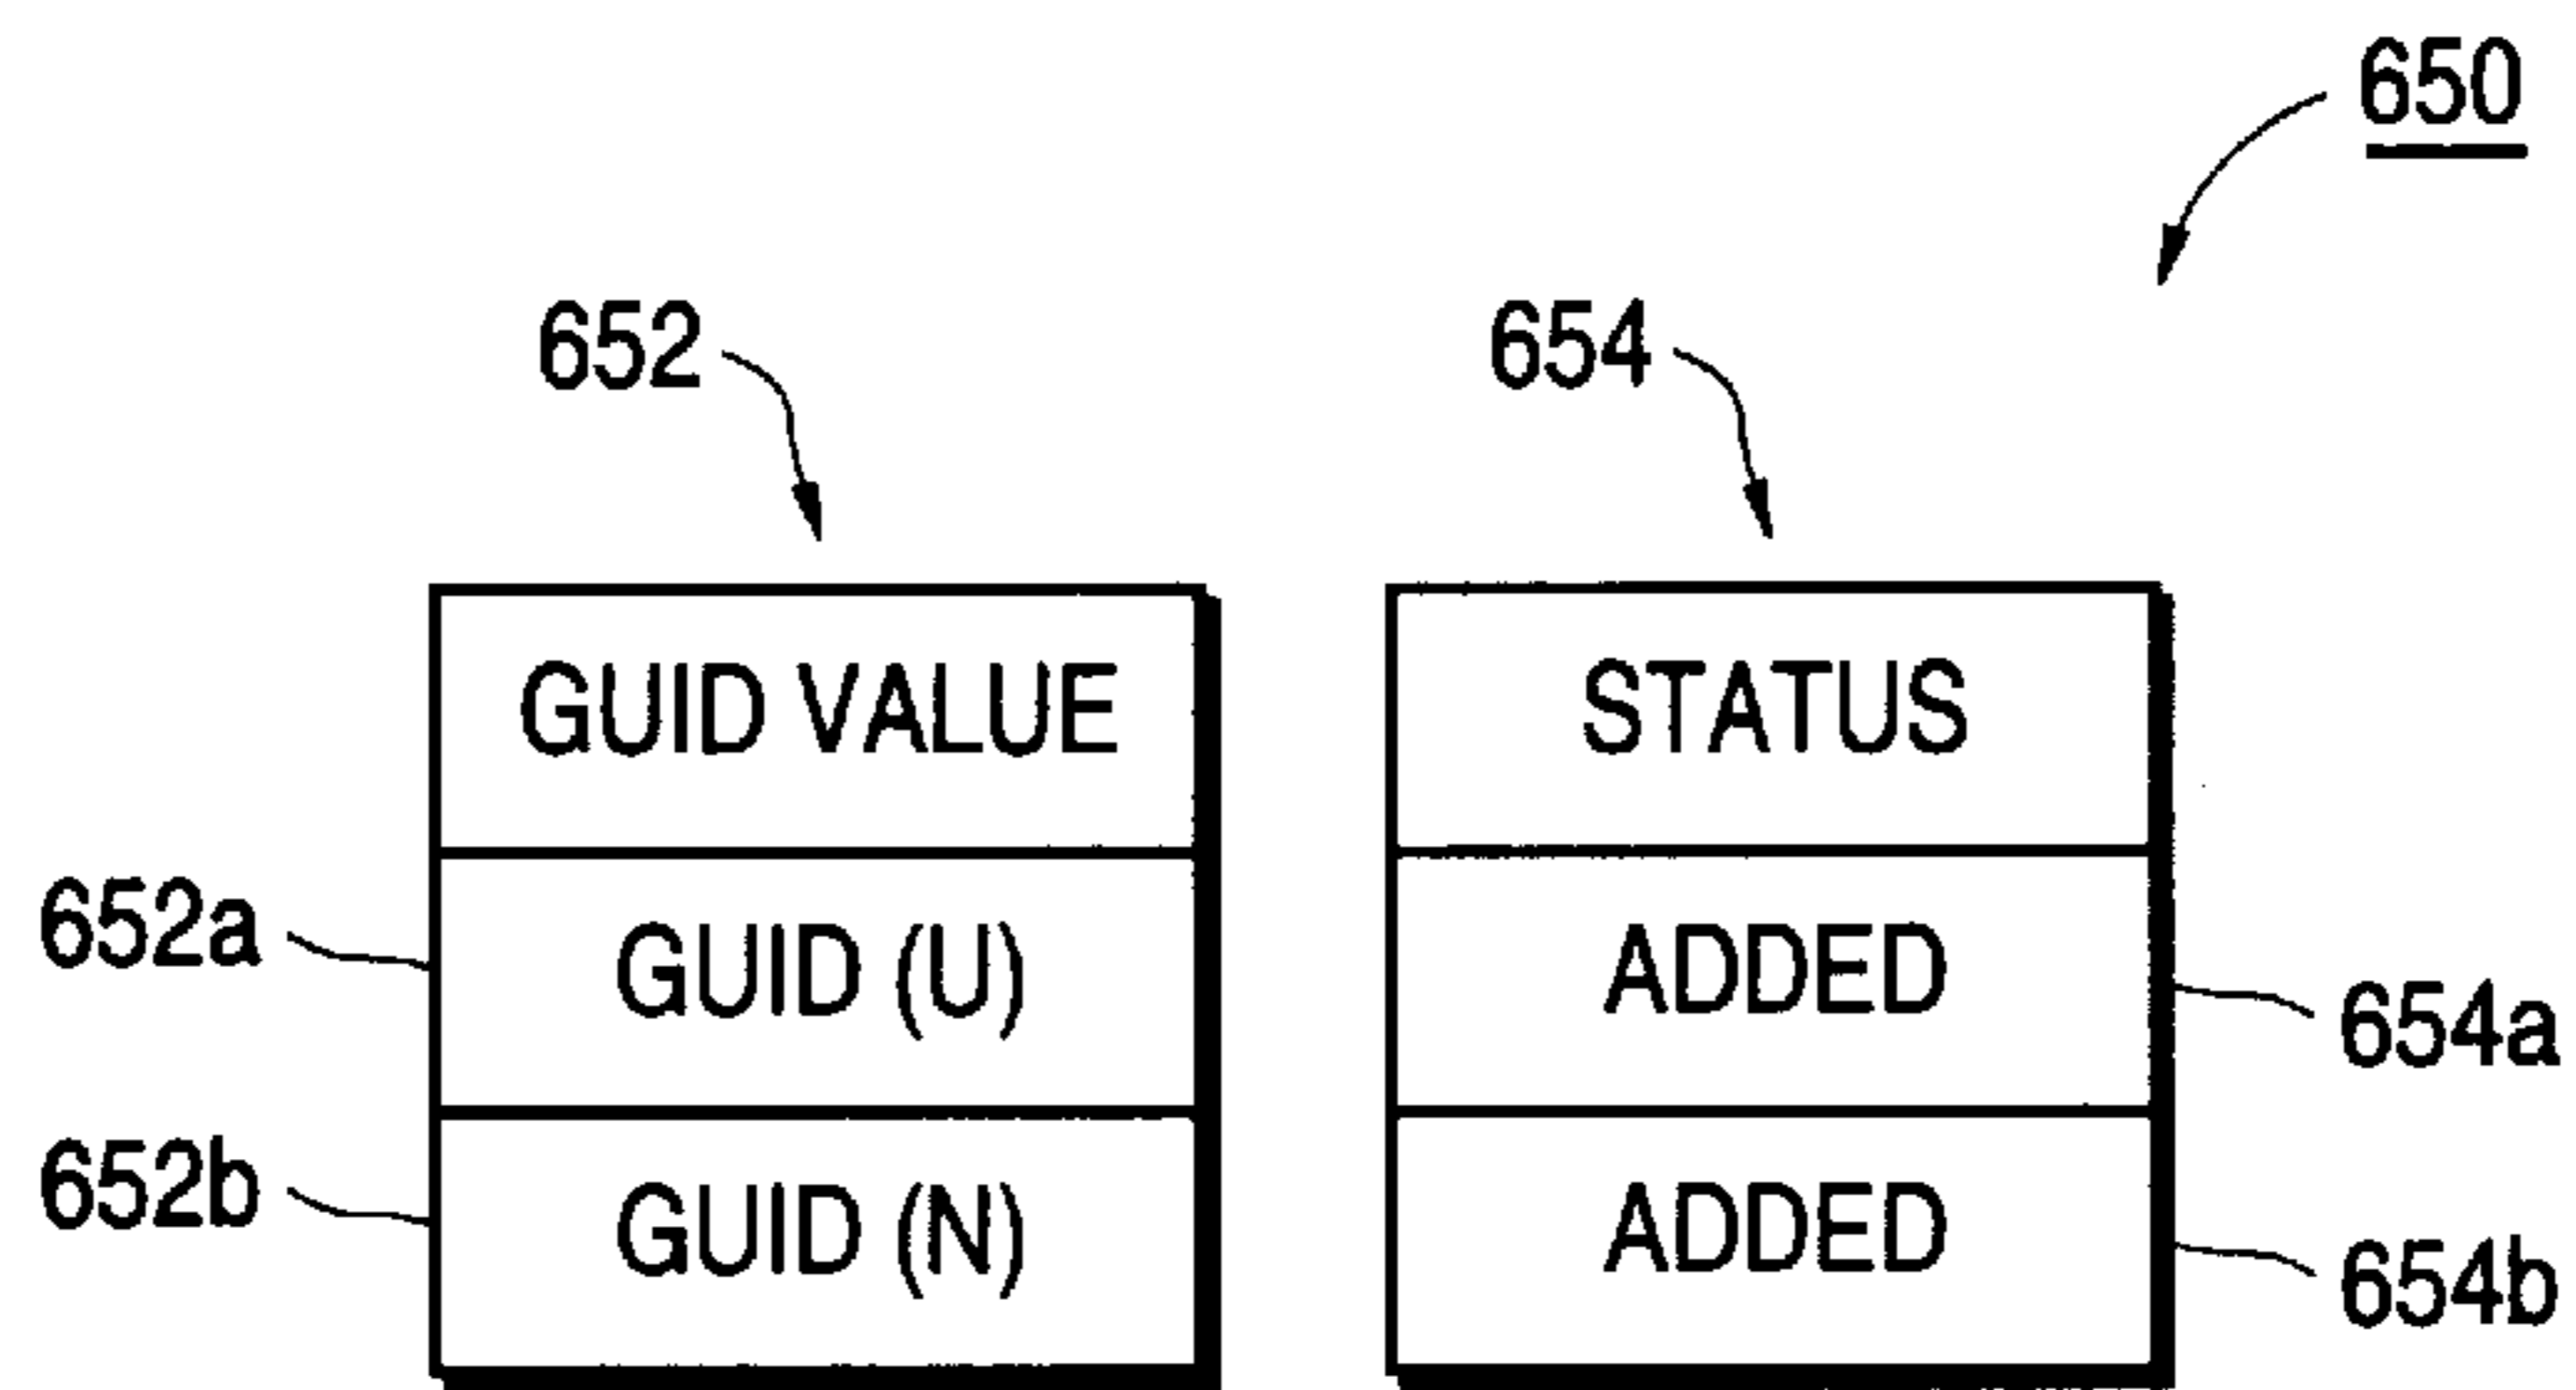 650
652 654
GUID VALUE STATUS
652a GUID (U) ADDED 654a
652b GUID (N) ADDED 654b